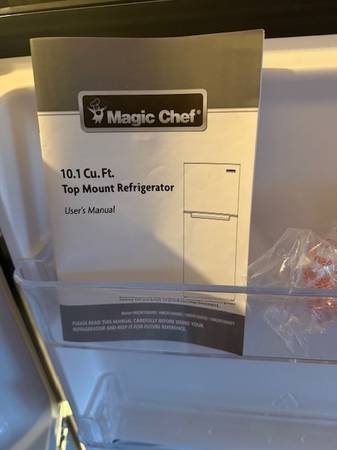 Magic Chef®
10.1 Cu. Ft.
Top Mount Refrigerator
User's Manual
PLEASE READ THIS MANUAL CAREFULLY BEFORE USING YOUR
REFRIGERATOR AND KEEP IT FOR FUTURE REFERENCE.